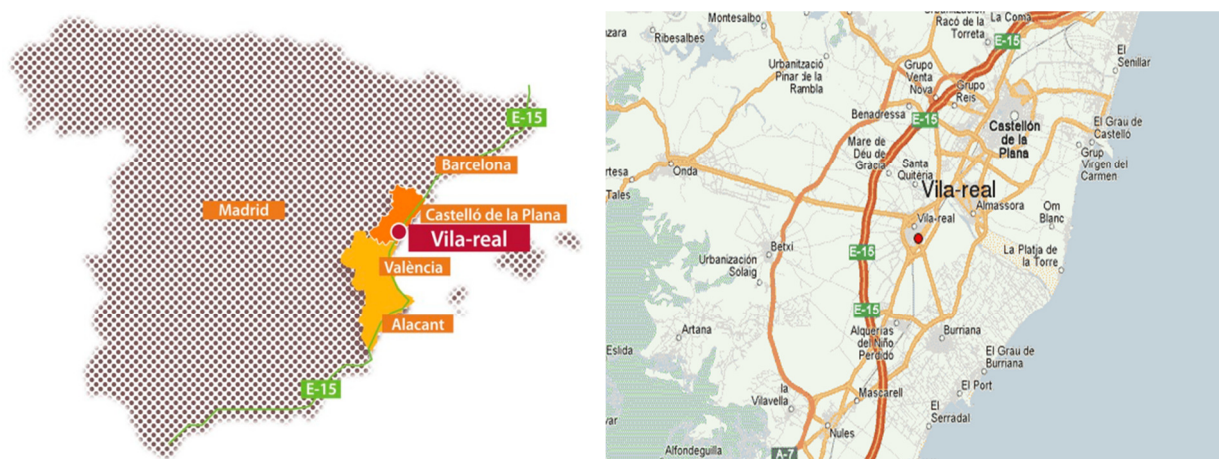 E-15
Barcelona
Madrid
Castelló de la Plana
Vila-real
València
Alacant
E-15
Montesalbo
Ribesalbes
Racó de la
Torreta
La Coma
E-15
El
Senillar
Urbanització
Pinar de la
Rambla
Grupo
Venta
Nova
Grupo
Reis
Benadressa
E-15
Castellón
de la
Plana
El Grau de
Castelló
Grup
Virgen del
Carmen
Mare de
Déu de
Gràcia
Santa
Quitèria
Onda
Tales
Vila-real
Almassora
Om
Blanc
Vila-real
Betxi
E-15
La Platja de
la Torre
Urbanización
Solaig
E-15
Artana
Eslida
Alquerías
del Niño
Perdido
Burriana
El Grau de
Burriana
la
Vilavella
Mascarell
El Port
El
Serradal
Nules
Alfondeguilla
A-7